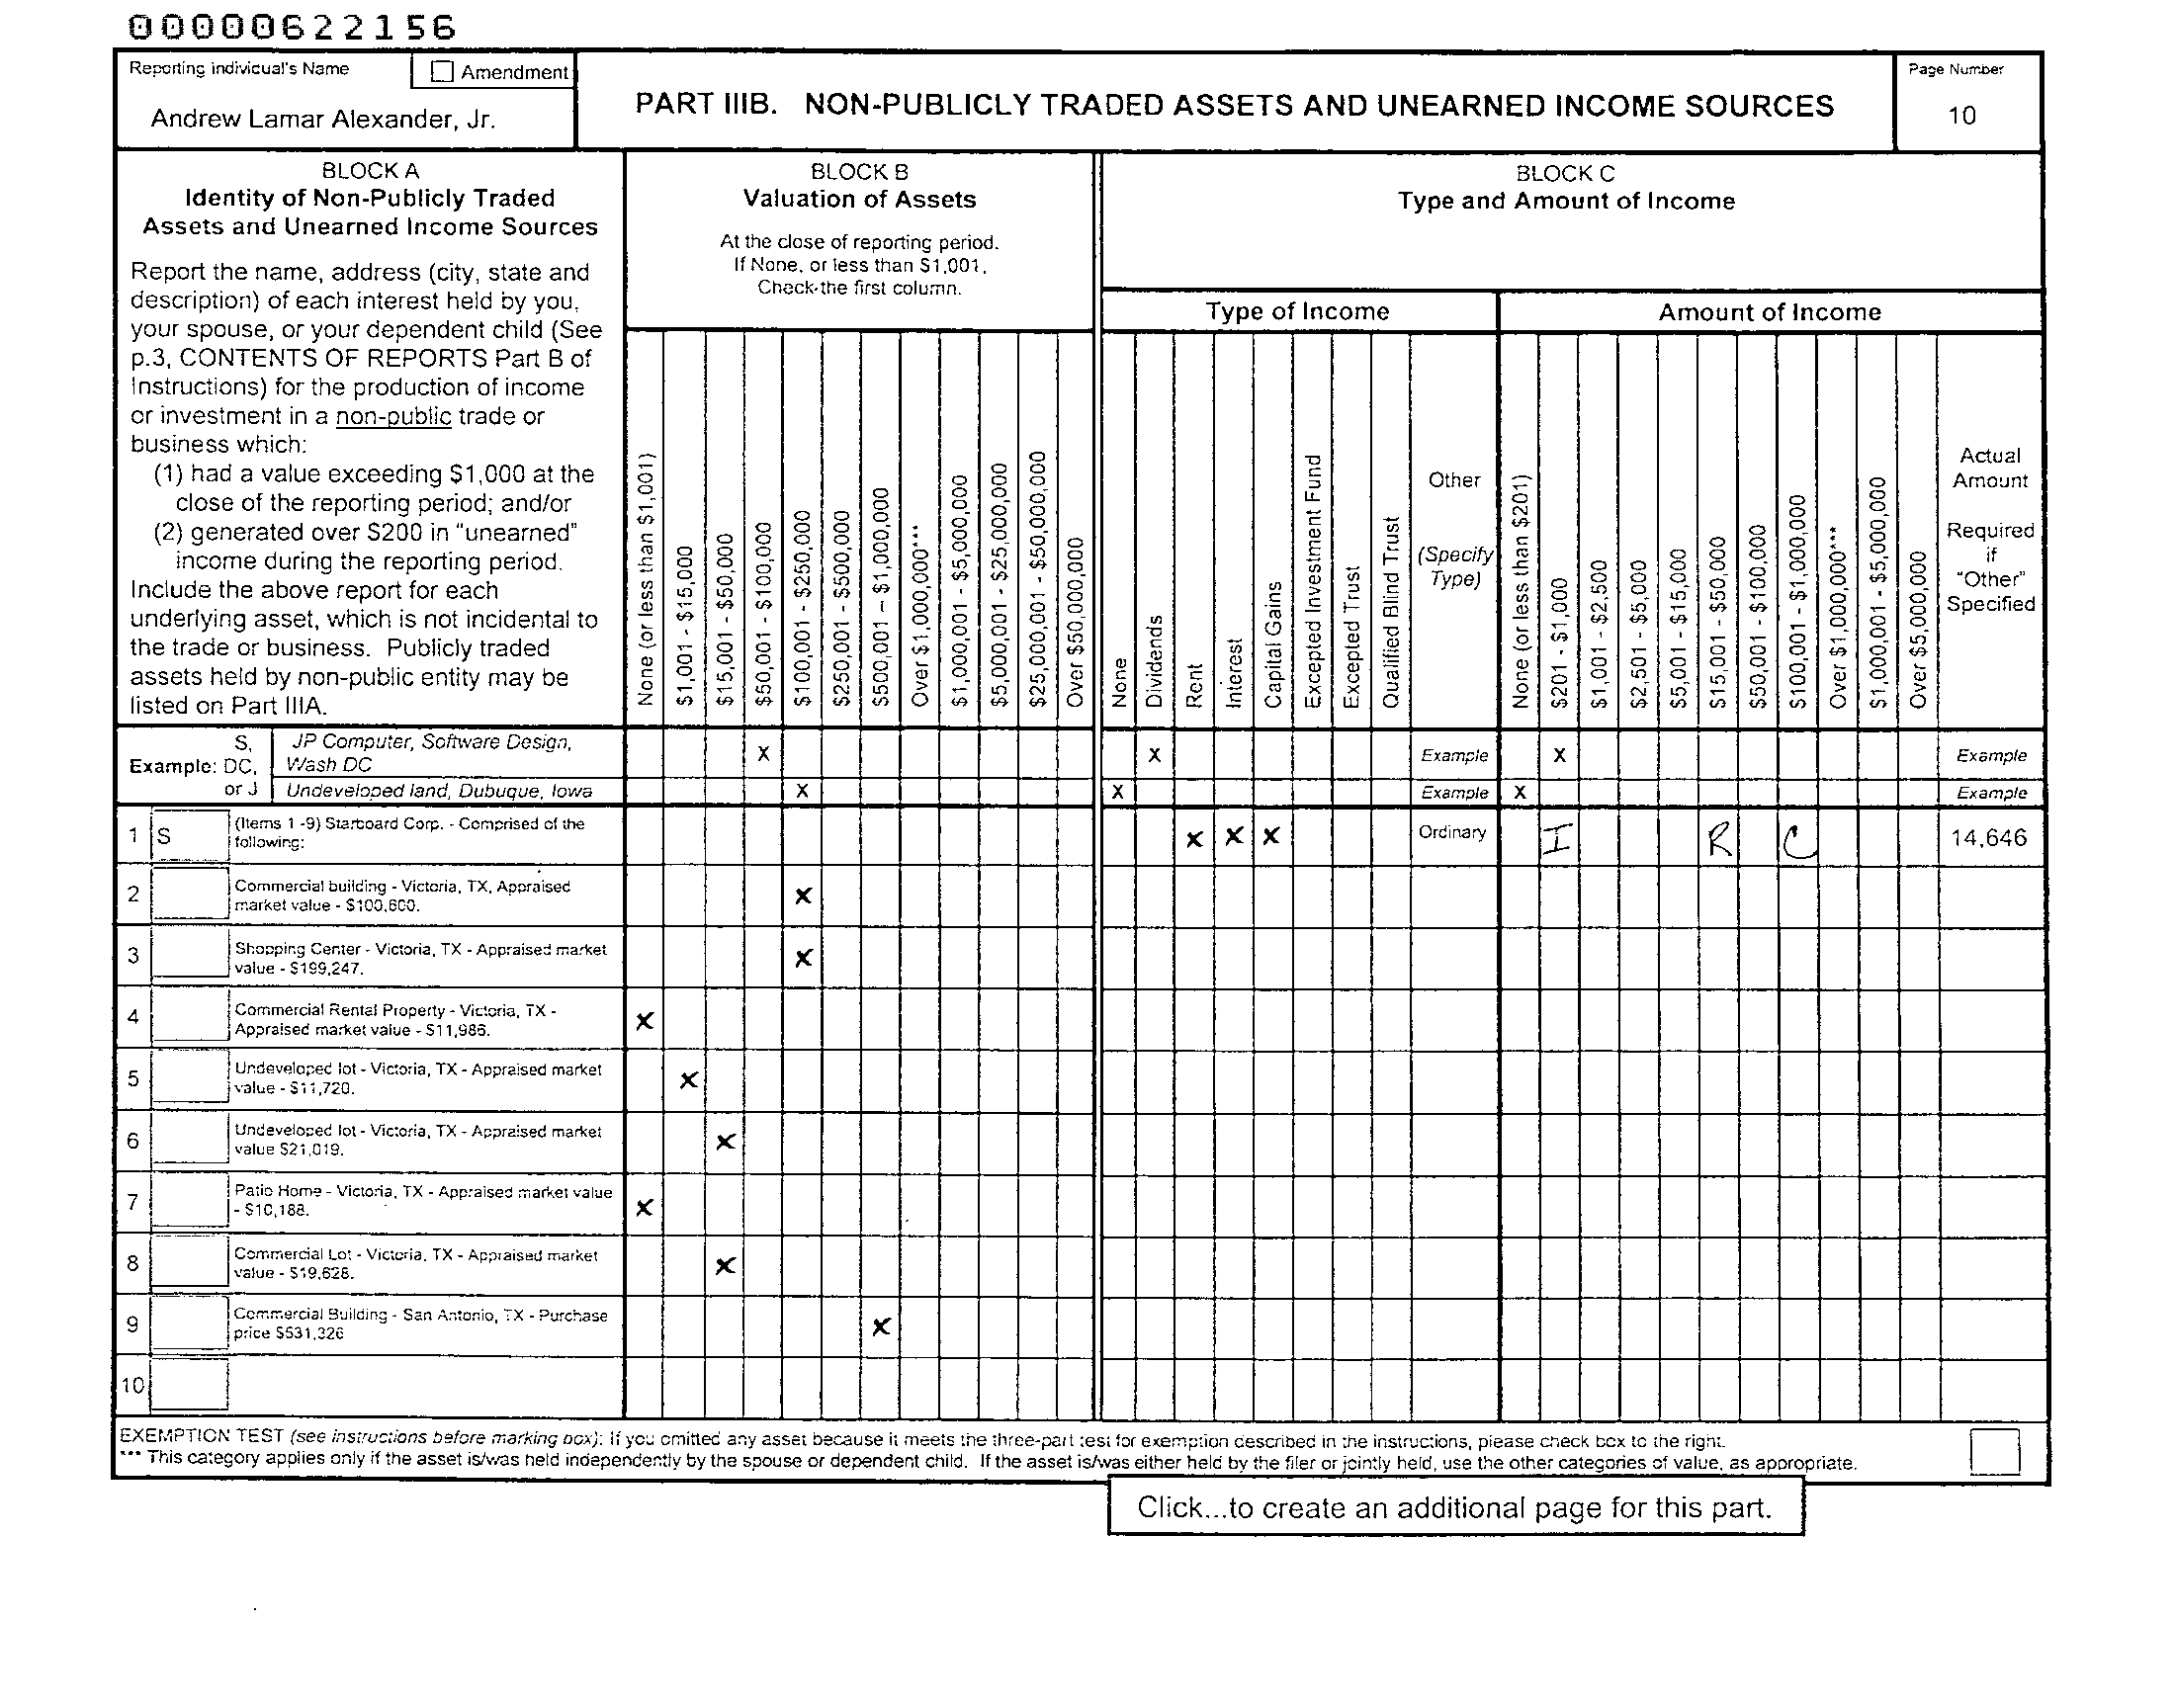 00000622156
Reporting Individual's Name
Amendment
Andrew Lamar Alexander, Jr.
PART IIIB. NON-PUBLICLY TRADED ASSETS AND UNEARNED INCOME SOURCES
Page Number
10
BLOCK A
Identity of Non-Publicly Traded
Assets and Unearned Income Sources
Report the name, address (city, state and
description) of each interest held by you,
your spouse, or your dependent child (See
p.3, CONTENTS OF REPORTS Part B of
Instructions) for the production of income
or investment in a non-public trade or
business which:
(1) had a value exceeding $1,000 at the
close of the reporting period; and/or
(2) generated over $200 in "unearned"
income during the reporting period.
Include the above report for each
underlying asset, which is not incidental to
the trade or business. Publicly traded
assets held by non-public entity may be
listed on Part IIIA.
BLOCK B
Valuation of Assets
At the close of reporting period.
If None, or less than $1,001,
Check the first column.
None (or less than $1,001)
$1,001 - $15,000
$15,001 - $50,000
$50,001 - $100,000
$100,001 - $250,000
$250,001 - $500,000
$500,001 – $1,000,000
Over $1,000,000***
$1,000,001 - $5,000,000
$5,000,001 - $25,000,000
$25,000,001 - $50,000,000
Over $50,000,000
BLOCK C
Type and Amount of Income
Type of Income
None
Dividends
Rent
Interest
Capital Gains
Excepted Investment Fund
Excepted Trust
Qualified Blind Trust
Other
(Specify
Type)
Amount of Income
None (or less than $201)
$201 - $1,000
$1,001 - $2,500
$2,501 - $5,000
$5,001 - $15,000
$15,001 - $50,000
$50,001 - $100,000
$100,001 - $1,000,000
Over $1,000,000***
$1,000,001 - $5,000,000
Over $5,000,000
Actual
Amount
Required
if
"Other"
Specified
Example:
S,
DC,
or J
JP Computer, Software Design,
Wash DC
X X Example X Example
Undeveloped land, Dubuque, Iowa
X X Example X Example
1 S
(Items 1 -9) Starboard Corp. - Comprised of the
following:
X X X Ordinary I R C 14,646
2
Commercial building - Victoria, TX, Appraised
market value - $100,600.
X
3
Shopping Center - Victoria, TX - Appraised market
value - $199,247.
X
4
Commercial Rental Property - Victoria, TX -
Appraised market value - $11,986.
X
5
Undeveloped lot - Victoria, TX - Appraised market
value - $11,720.
X
6
Undeveloped lot - Victoria, TX - Appraised market
value $21,019.
X
7
Patio Home - Victoria, TX - Appraised market value
- $10,188.
X
8
Commercial Lot - Victoria, TX - Appraised market
value - $19,628.
X
9
Commercial Building - San Antonio, TX - Purchase
price $531,326
X
10
EXEMPTION TEST (see instructions before marking box): If you omitted any asset because it meets the three-part test for exemption described in the instructions, please check box to the right.
*** This category applies only if the asset is/was held independently by the spouse or dependent child. If the asset is/was either held by the filer or jointly held, use the other categories of value, as appropriate.
Click...to create an additional page for this part.